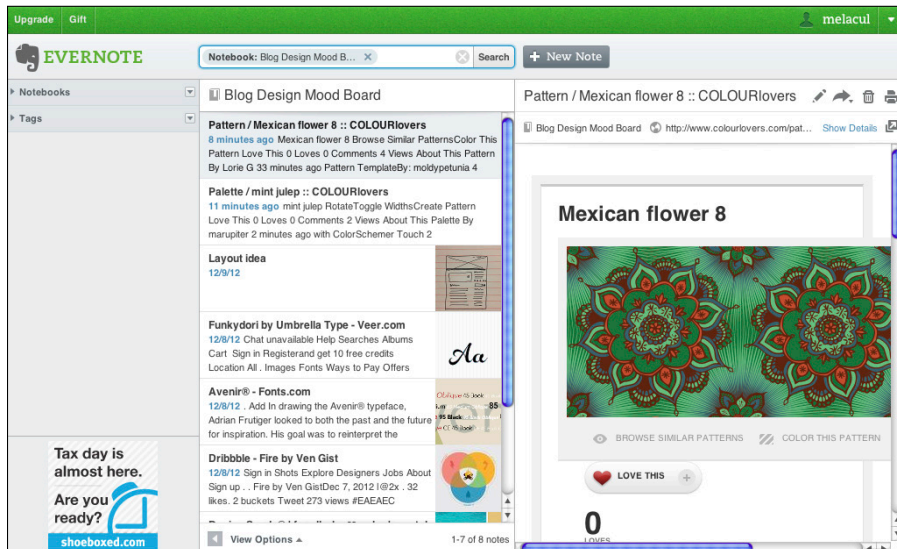 Upgrade Gift
melacul
EVERNOTE
Notebook: Blog Design Mood B... × Search
+ New Note
Notebooks
Tags
Blog Design Mood Board
Pattern / Mexican flower 8 :: COLOURlovers
8 minutes ago Mexican flower 8 Browse Similar PatternsColor This
Pattern Love This 0 Loves 0 Comments 4 Views About This Pattern
By Lorie G 33 minutes ago Pattern TemplateBy: moldypetunia 4
Palette / mint julep :: COLOURlovers
11 minutes ago mint julep RotateToggle WidthsCreate Pattern
Love This 0 Loves 0 Comments 2 Views About This Palette By
marupiter 2 minutes ago with ColorSchemer Touch 2
Layout idea
12/9/12
Funkydori by Umbrella Type - Veer.com
12/8/12 Chat unavailable Help Searches Albums
Cart Sign in Registerand get 10 free credits
Location All . Images Fonts Ways to Pay Offers
Aa
Avenir® - Fonts.com
12/8/12 . Add In drawing the Avenir® typeface,
Adrian Frutiger looked to both the past and the future
for inspiration. His goal was to reinterpret the
Oblique 45 Book
85
95 Black
45 Book
Dribbble - Fire by Ven Gist
12/8/12 Sign in Shots Explore Designers Jobs About
Sign up . . Fire by Ven GistDec 7, 2012 l@2x . 32
likes. 2 buckets Tweet 273 views #EAEAEC
View Options
1-7 of 8 notes
Pattern / Mexican flower 8 :: COLOURlovers
Blog Design Mood Board http://www.colourlovers.com/pat... Show Details
Mexican flower 8
BROWSE SIMILAR PATTERNS COLOR THIS PATTERN
LOVE THIS +
0
LOVES
Tax day is
almost here.
Are you
ready?
shoeboxed.com